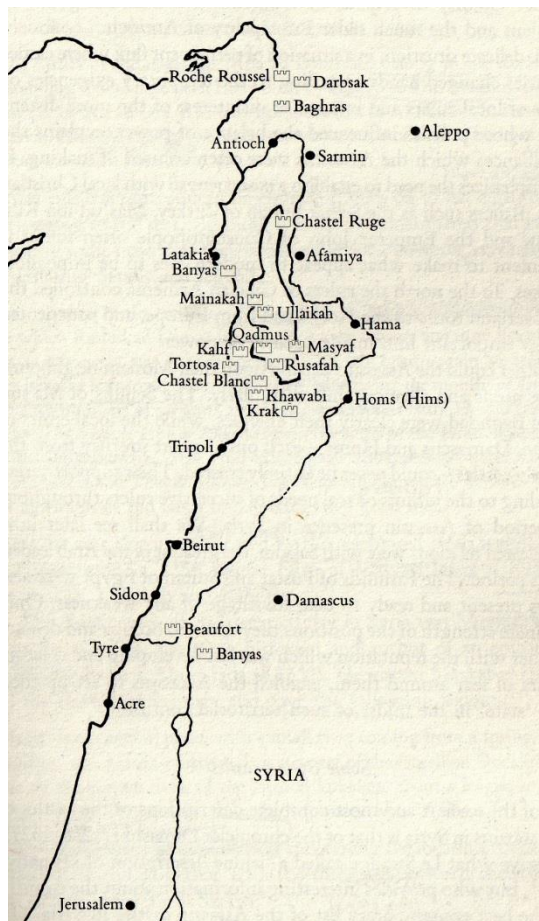 Roche Roussel
Darbsak
Baghras
Aleppo
Antioch
Sarmin
Chastel Ruge
Latakia
Afâmiya
Banyas
Mainakah
Ullaikah
Hama
Qadmus
Kahf
Masyaf
Tortosa
Rusafah
Chastel Blanc
Khawabi
Homs (Hims)
Krak
Tripoli
Beirut
Sidon
Damascus
Beaufort
Tyre
Banyas
Acre
SYRIA
Jerusalem